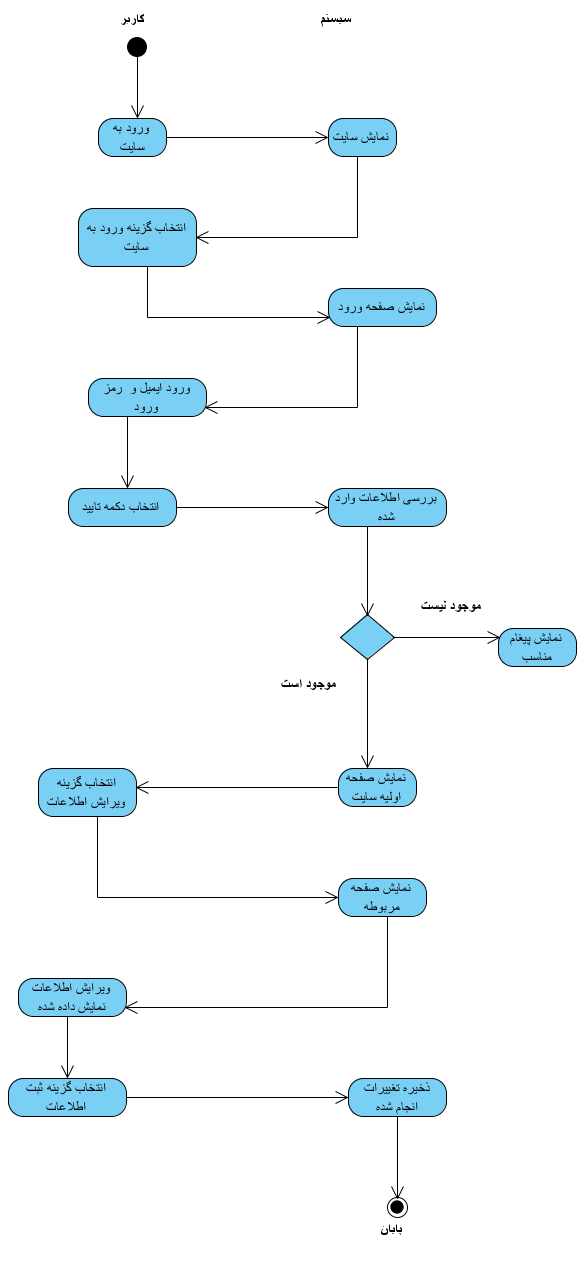 کاربر
سیستم
ورود به
سایت
نمایش سایت
انتخاب گزینه ورود به
سایت
نمایش صفحه ورود
ورود ایمیل و رمز
ورود
انتخاب دکمه تایید
بررسی اطلاعات وارد
شده
موجود نیست
نمایش پیغام
مناسب
موجود است
نمایش صفحه
اولیه سایت
انتخاب گزینه
ویرایش اطلاعات
نمایش صفحه
مربوطه
ویرایش اطلاعات
نمایش داده شده
انتخاب گزینه ثبت
اطلاعات
ذخیره تغییرات
انجام شده
پایان